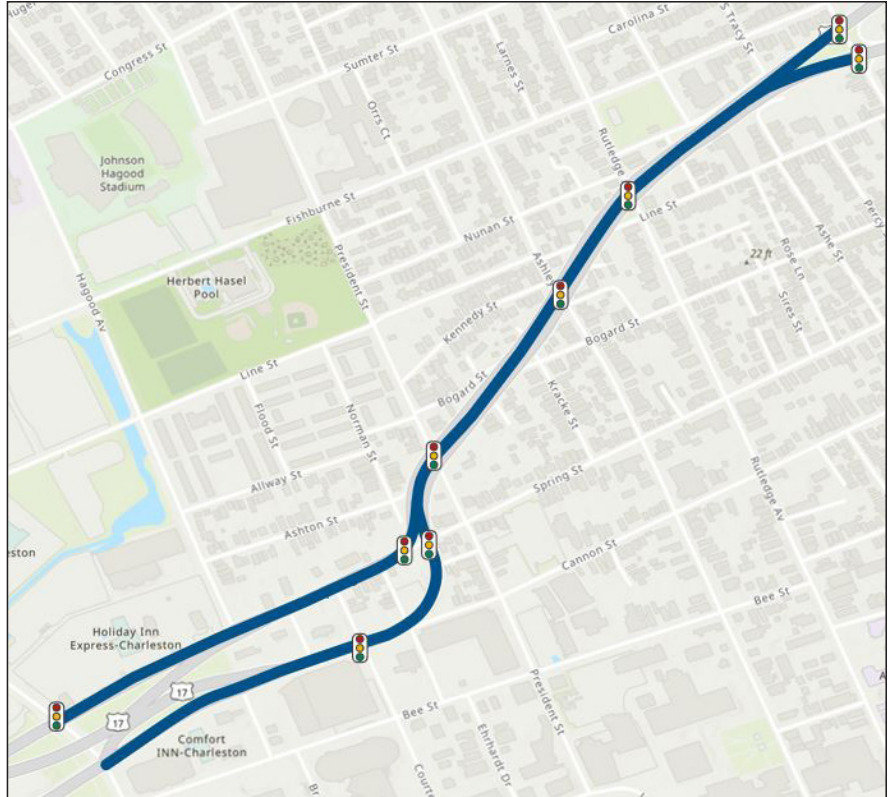 Carolina St
S Tracy St
Congress St
Sumter St
Larnes St
Orrs Ct
Johnson
Hagood
Stadium
Rutledge
Fishburne St
Line St
Nunan St
President St
Percy
Ashe St
22 ft
Rose Ln
Ashley
Hagood Av
Herbert Hasel
Pool
Sires St
Kennedy St
Bogard St
Line St
Bogard St
Kracke St
Flood St
Norman St
Allway St
Spring St
Rutledge Av
Ashton St
Cannon St
Bee St
Holiday Inn
Express-Charleston
17
17
President St
Bee St
Comfort
INN-Charleston
Ehrhardt Dr